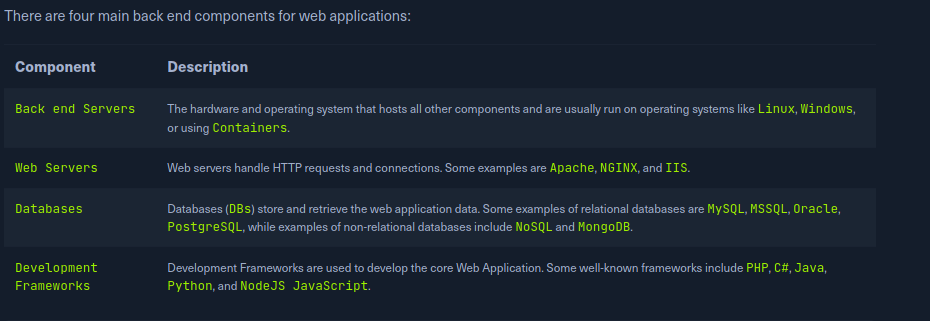 There are four main back end components for web applications:
Component Description
Back end Servers The hardware and operating system that hosts all other components and are usually run on operating systems like Linux, Windows,
or using Containers.
Web Servers Web servers handle HTTP requests and connections. Some examples are Apache, NGINX, and IIS.
Databases Databases (DBs) store and retrieve the web application data. Some examples of relational databases are MySQL, MSSQL, Oracle,
PostgreSQL, while examples of non-relational databases include NoSQL and MongoDB.
Development Development Frameworks are used to develop the core Web Application. Some well-known frameworks include PHP, C#, Java,
Frameworks Python, and NodeJS JavaScript.